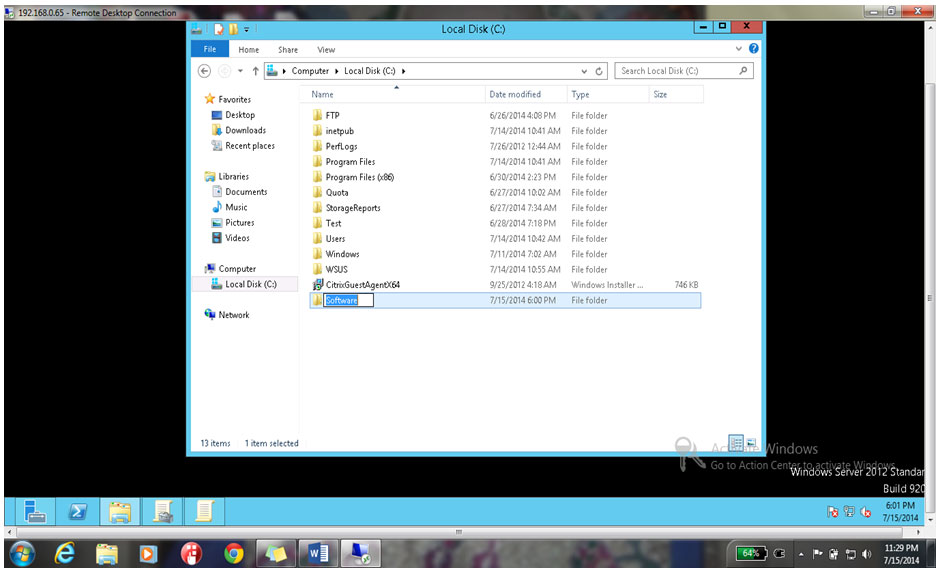 192.168.0.65 - Remote Desktop Connection
Local Disk (C:)
File Home Share View
Computer Local Disk (C:) Search Local Disk (C:)
Name Date modified Type Size
Favorites
Desktop
Downloads
Recent places
Libraries
Documents
Music
Pictures
Videos
Computer
Local Disk (C:)
Network
FTP 6/26/2014 4:08 PM File folder
inetpub 7/14/2014 10:41 AM File folder
PerfLogs 7/26/2012 12:44 AM File folder
Program Files 7/14/2014 10:41 AM File folder
Program Files (x86) 6/30/2014 2:23 PM File folder
Quota 6/27/2014 10:02 AM File folder
StorageReports 6/27/2014 7:34 AM File folder
Test 6/28/2014 7:18 PM File folder
Users 7/14/2014 10:42 AM File folder
Windows 7/11/2014 7:02 AM File folder
WSUS 7/14/2014 10:55 AM File folder
CitrixGuestAgentX64 9/25/2012 4:18 AM Windows Installer ... 746 KB
Software 7/15/2014 6:00 PM File folder
13 items 1 item selected
Activate Windows
Go to Action Center to activate Windows.
Windows Server 2012 Standar
Build 920
6:01 PM
7/15/2014
64%
11:29 PM
7/15/2014